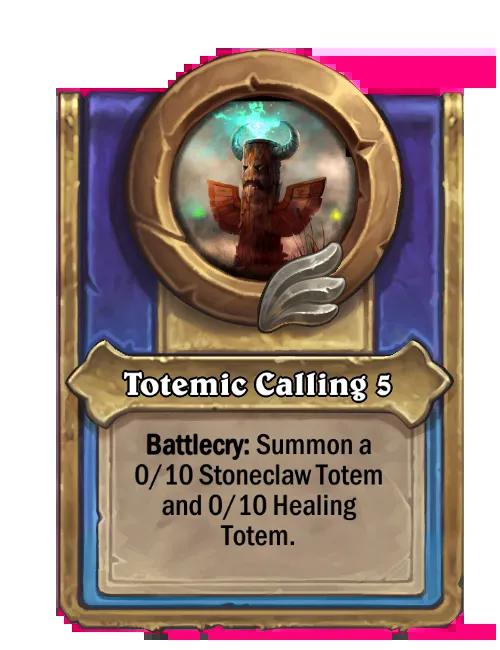 Totemic Calling 5
Battlecry: Summon a
0/10 Stoneclaw Totem
and 0/10 Healing
Totem.